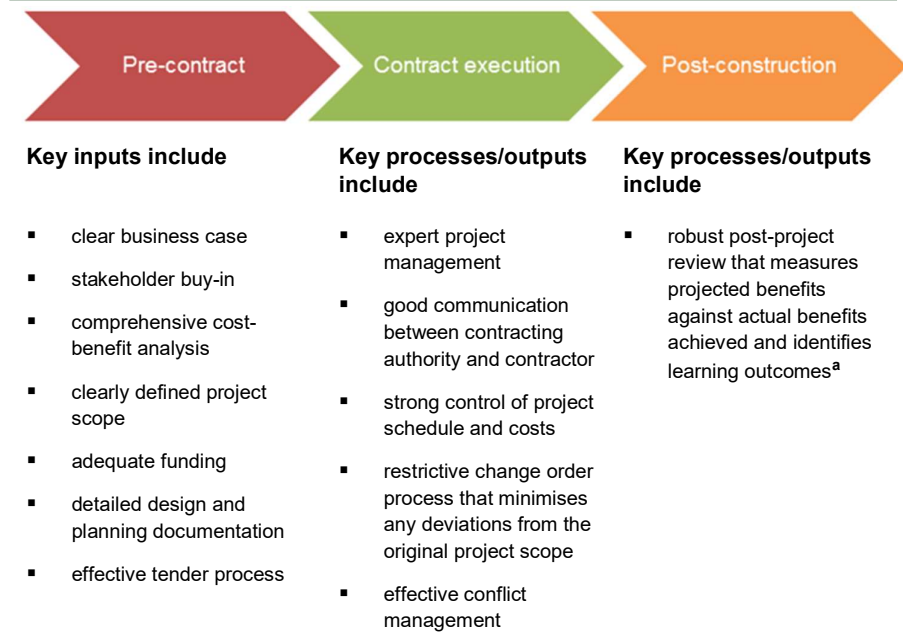 Pre-contract
Contract execution
Post-construction
Key inputs include
▪ clear business case
▪ stakeholder buy-in
▪ comprehensive cost-
benefit analysis
▪ clearly defined project
scope
▪ adequate funding
▪ detailed design and
planning documentation
▪ effective tender process
Key processes/outputs
include
▪ expert project
management
▪ good communication
between contracting
authority and contractor
▪ strong control of project
schedule and costs
▪ restrictive change order
process that minimises
any deviations from the
original project scope
▪ effective conflict
management
Key processes/outputs
include
▪ robust post-project
review that measures
projected benefits
against actual benefits
achieved and identifies
learning outcomesᵃ